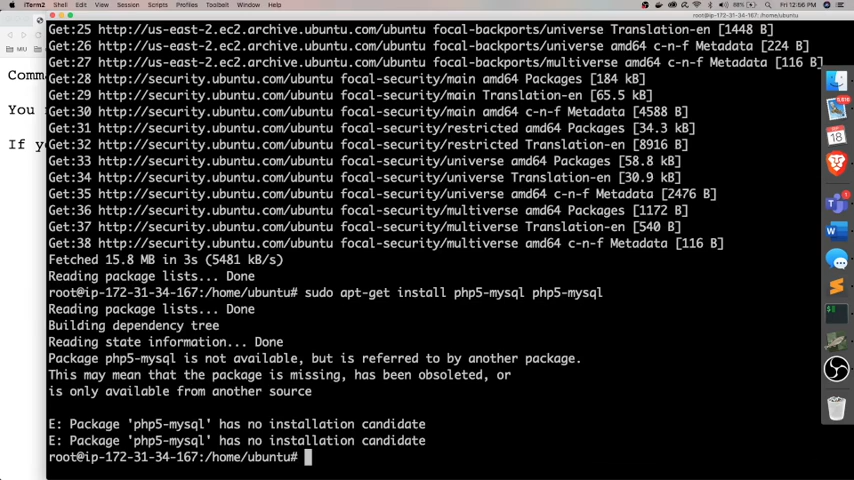 iTerm2 Shell Edit View Session Scripts Profiles Toolbelt Window Help
Fri 12:56 PM
root@ip-172-31-34-167:/home/ubuntu
Get:25 http://us-east-2.ec2.archive.ubuntu.com/ubuntu focal-backports/universe Translation-en [1448 B]
Get:26 http://us-east-2.ec2.archive.ubuntu.com/ubuntu focal-backports/universe amd64 c-n-f Metadata [224 B]
Get:27 http://us-east-2.ec2.archive.ubuntu.com/ubuntu focal-backports/multiverse amd64 c-n-f Metadata [116 B]
Get:28 http://security.ubuntu.com/ubuntu focal-security/main amd64 Packages [184 kB]
Get:29 http://security.ubuntu.com/ubuntu focal-security/main Translation-en [65.5 kB]
Get:30 http://security.ubuntu.com/ubuntu focal-security/main amd64 c-n-f Metadata [4588 B]
Get:31 http://security.ubuntu.com/ubuntu focal-security/restricted amd64 Packages [34.3 kB]
Get:32 http://security.ubuntu.com/ubuntu focal-security/restricted Translation-en [8916 B]
Get:33 http://security.ubuntu.com/ubuntu focal-security/universe amd64 Packages [58.8 kB]
Get:34 http://security.ubuntu.com/ubuntu focal-security/universe Translation-en [30.9 kB]
Get:35 http://security.ubuntu.com/ubuntu focal-security/universe amd64 c-n-f Metadata [2476 B]
Get:36 http://security.ubuntu.com/ubuntu focal-security/multiverse amd64 Packages [1172 B]
Get:37 http://security.ubuntu.com/ubuntu focal-security/multiverse Translation-en [540 B]
Get:38 http://security.ubuntu.com/ubuntu focal-security/multiverse amd64 c-n-f Metadata [116 B]
Fetched 15.8 MB in 3s (5481 kB/s)
Reading package lists... Done
root@ip-172-31-34-167:/home/ubuntu# sudo apt-get install php5-mysql php5-mysql
Reading package lists... Done
Building dependency tree
Reading state information... Done
Package php5-mysql is not available, but is referred to by another package.
This may mean that the package is missing, has been obsoleted, or
is only available from another source
E: Package 'php5-mysql' has no installation candidate
E: Package 'php5-mysql' has no installation candidate
root@ip-172-31-34-167:/home/ubuntu#
MIU
Comma
You
If y
18